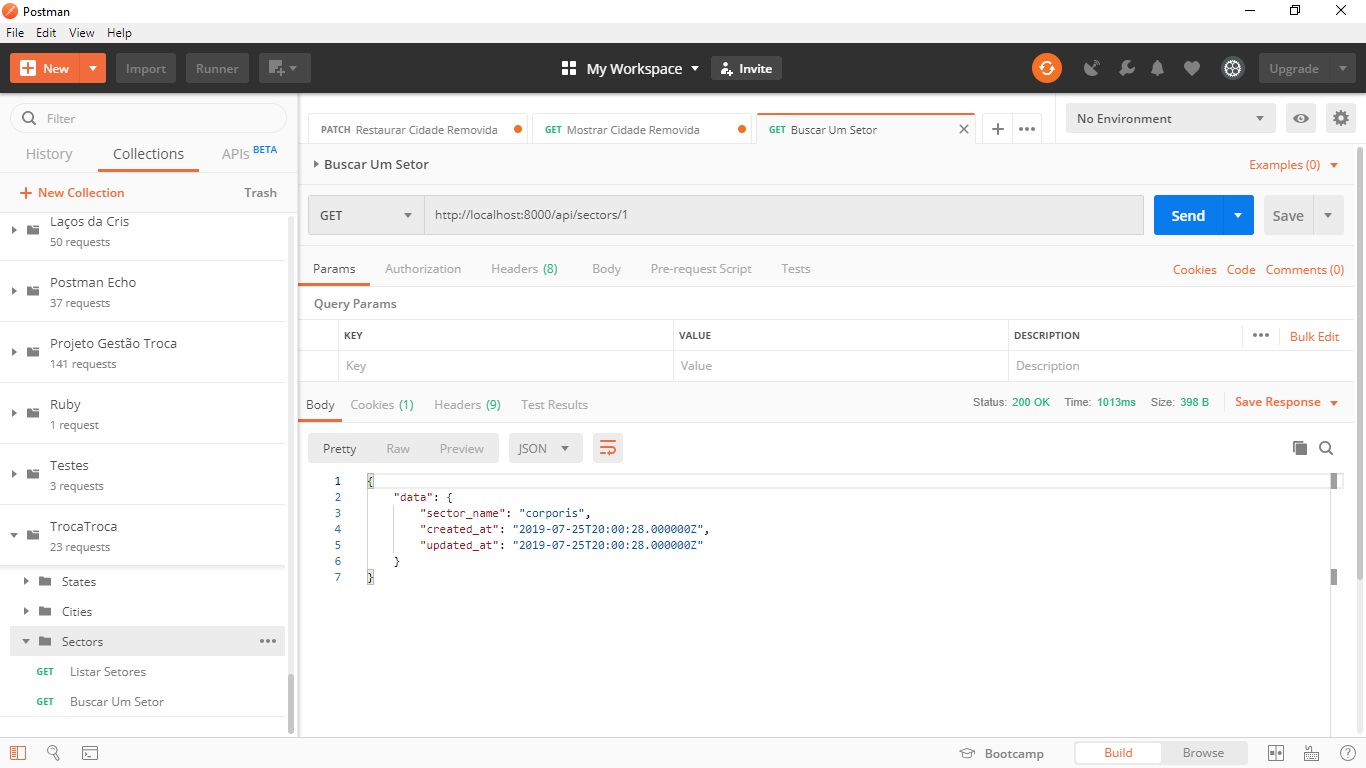 Postman
File Edit View Help
New Import Runner My Workspace Invite Upgrade
Filter
History Collections APIs BETA
New Collection Trash
Laços da Cris
50 requests
Postman Echo
37 requests
Projeto Gestão Troca
141 requests
Ruby
1 request
Testes
3 requests
TrocaTroca
23 requests
States
Cities
Sectors
GET Listar Setores
GET Buscar Um Setor
PATCH Restaurar Cidade Removida GET Mostrar Cidade Removida GET Buscar Um Setor No Environment
Buscar Um Setor Examples (0)
GET http://localhost:8000/api/sectors/1 Send Save
Params Authorization Headers (8) Body Pre-request Script Tests Cookies Code Comments (0)
Query Params
KEY VALUE DESCRIPTION Bulk Edit
Key Value Description
Body Cookies (1) Headers (9) Test Results Status: 200 OK Time: 1013ms Size: 398 B Save Response
Pretty Raw Preview JSON
1 {
2 "data": {
3 "sector_name": "corporis",
4 "created_at": "2019-07-25T20:00:28.000000Z",
5 "updated_at": "2019-07-25T20:00:28.000000Z"
6 }
7 }
Bootcamp Build Browse